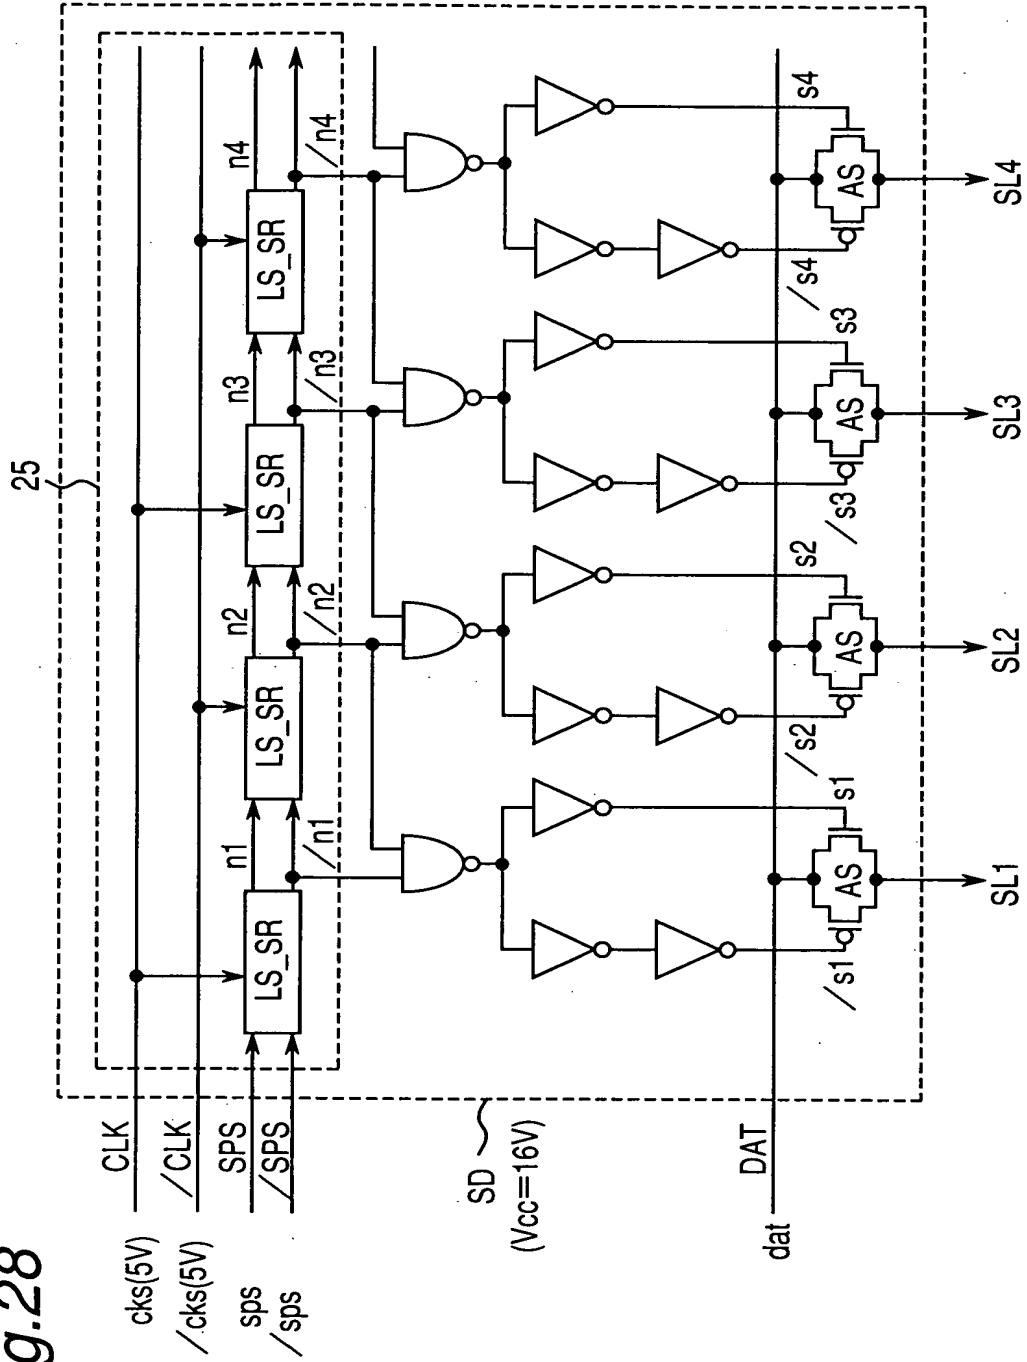 g.28
25
cks(5V)
CLK
/cks(5V)
/CLK
sps
SPS
/sps
/SPS
LS_SR
n1
/n1
LS_SR
n2
/n2
LS_SR
n3
/n3
LS_SR
n4
/n4
SD
(Vcc=16V)
dat
DAT
/s1
s1
/s2
s2
/s3
s3
/s4
s4
AS
AS
AS
AS
SL1
SL2
SL3
SL4